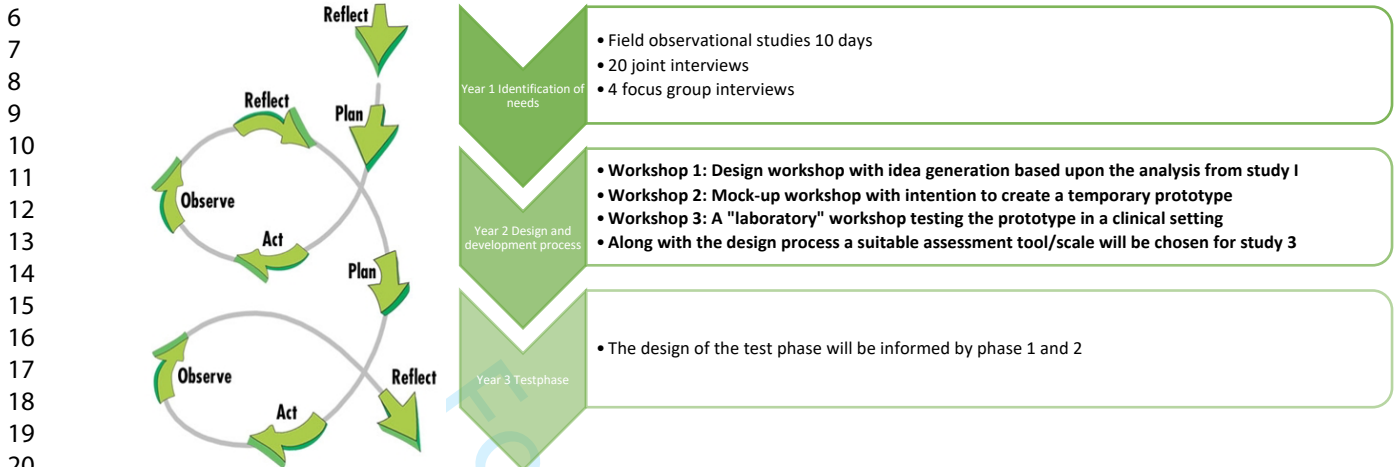 6
7
8
9
10
11
12
13
14
15
16
17
18
19
20
Reflect
Plan
Reflect
Observe
Act
Plan
Observe
Reflect
Act
Year 1 Identification of
needs
• Field observational studies 10 days
• 20 joint interviews
• 4 focus group interviews
Year 2 Design and
development process
• Workshop 1: Design workshop with idea generation based upon the analysis from study I
• Workshop 2: Mock-up workshop with intention to create a temporary prototype
• Workshop 3: A "laboratory" workshop testing the prototype in a clinical setting
• Along with the design process a suitable assessment tool/scale will be chosen for study 3
Year 3 Testphase
• The design of the test phase will be informed by phase 1 and 2